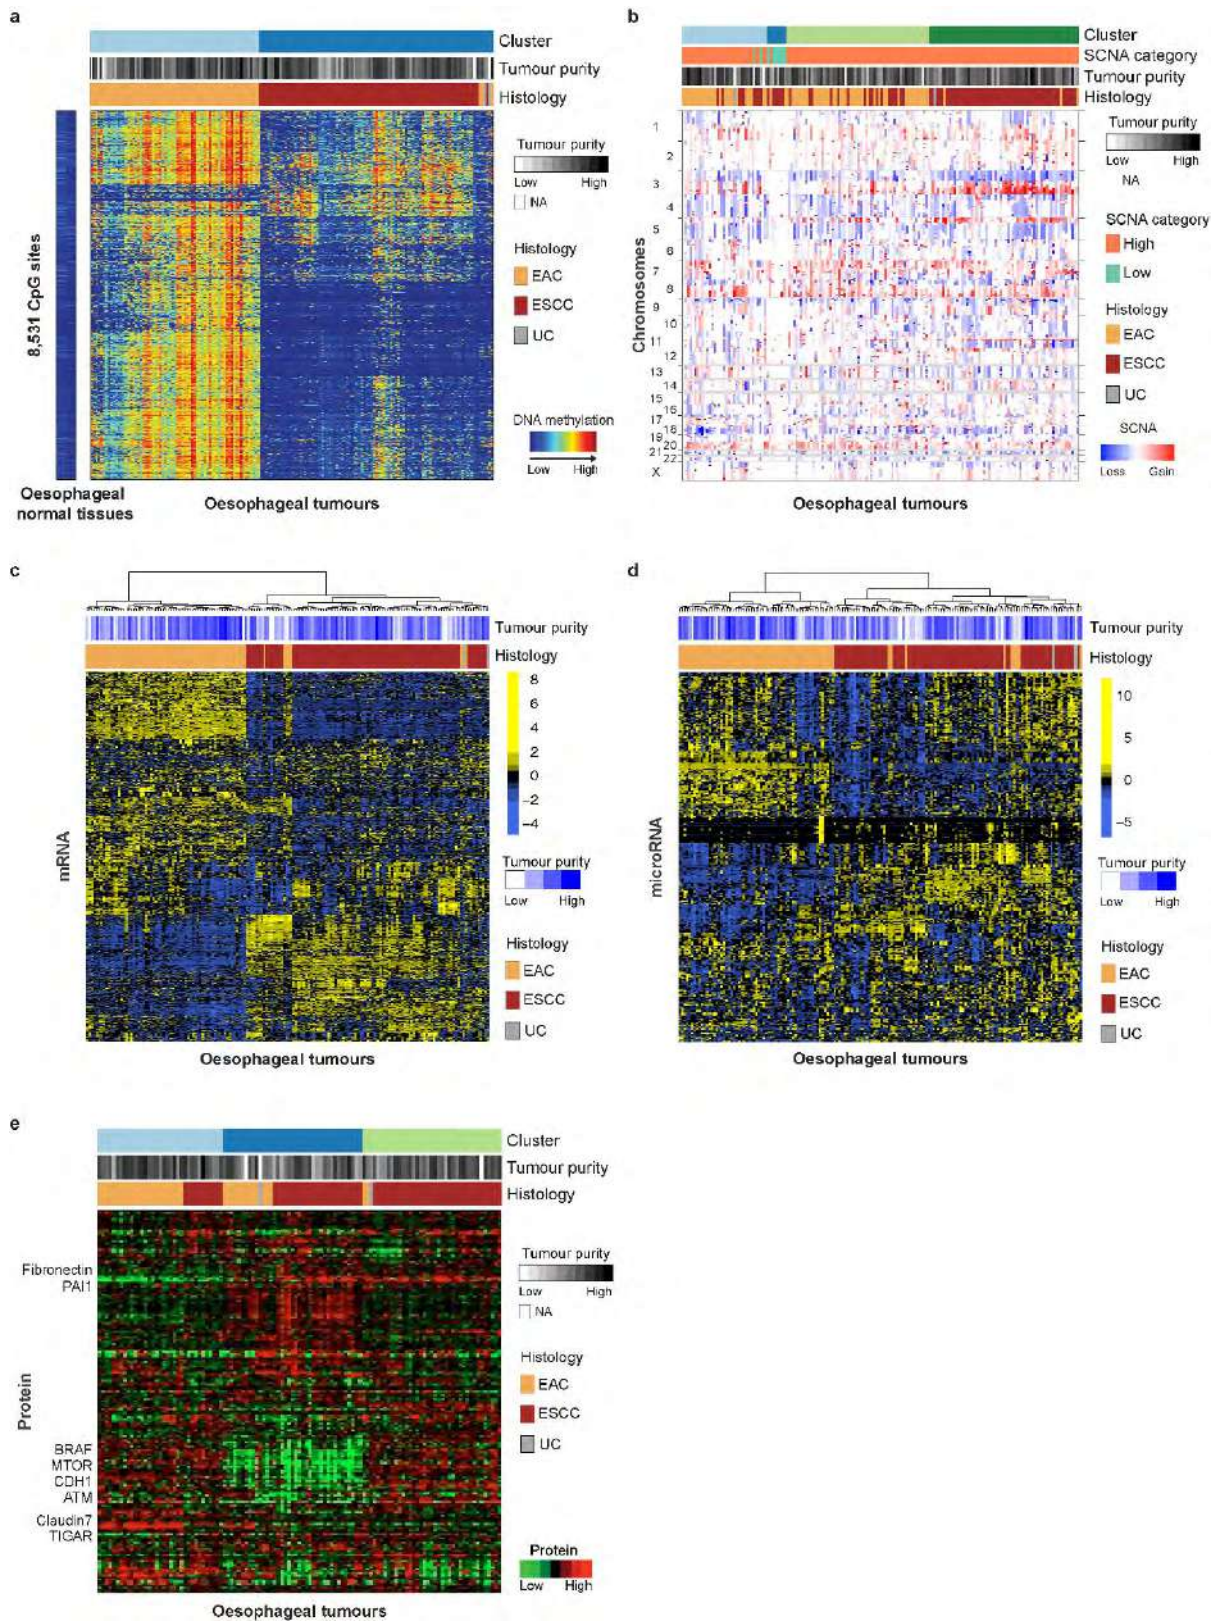 a
Cluster
Tumour purity
Histology
8,531 CpG sites
Tumour purity
Low High
NA
Histology
EAC
ESCC
UC
DNA methylation
Low High
Oesophageal
normal tissues
Oesophageal tumours
b
Cluster
SCNA category
Tumour purity
Histology
Chromosomes
1
2
3
4
5
6
7
8
9
10
11
12
13
14
15
16
17
18
19
20
21
22
X
Tumour purity
Low High
NA
SCNA category
High
Low
Histology
EAC
ESCC
UC
SCNA
Loss Gain
Oesophageal tumours
c
Tumour purity
Histology
mRNA
8
6
4
2
0
−2
−4
Tumour purity
Low High
Histology
EAC
ESCC
UC
Oesophageal tumours
d
Tumour purity
Histology
microRNA
10
5
0
−5
Tumour purity
Low High
Histology
EAC
ESCC
UC
Oesophageal tumours
e
Cluster
Tumour purity
Histology
Fibronectin
PAI1
Protein
BRAF
MTOR
CDH1
ATM
Claudin7
TIGAR
Tumour purity
Low High
NA
Histology
EAC
ESCC
UC
Protein
Low High
Oesophageal tumours